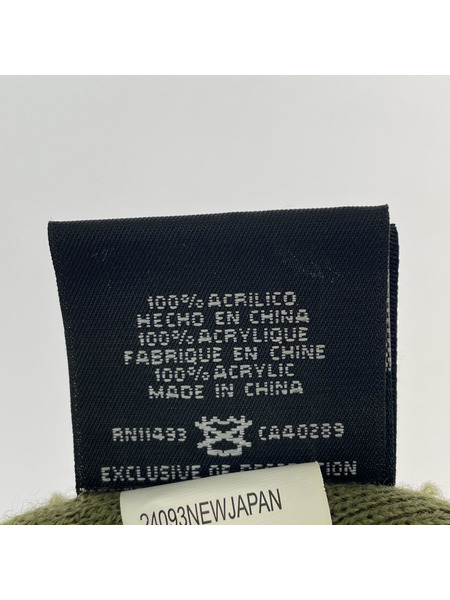 100% ACRILICO
HECHO EN CHINA
100% ACRYLIQUE
FABRIQUE EN CHINE
100% ACRYLIC
MADE IN CHINA
RN11493 CA40289
EXCLUSIVE OF
24093NEWJAPAN